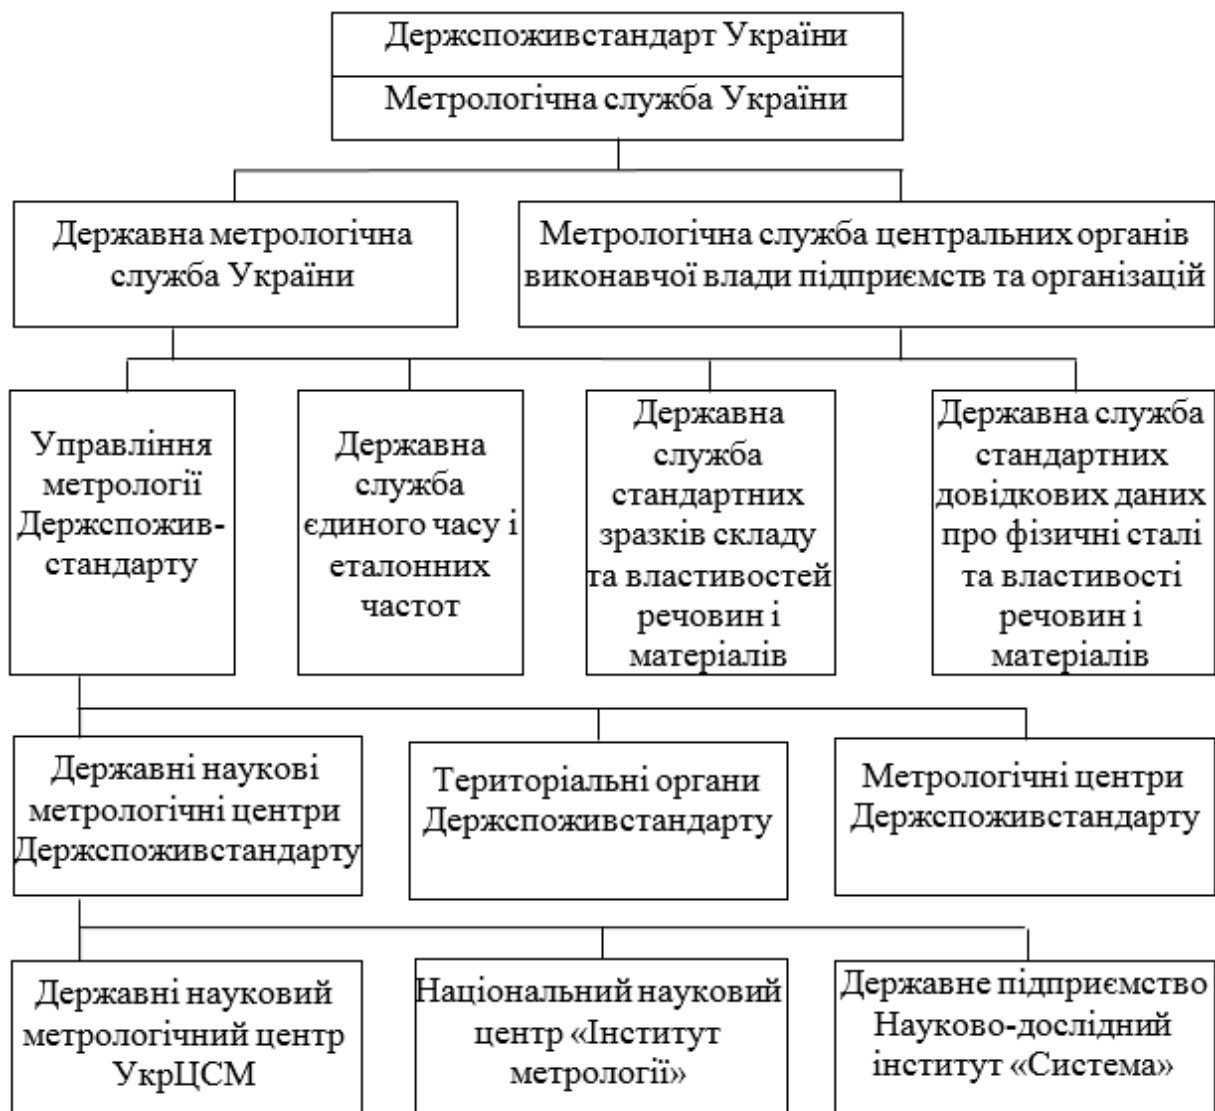 Держспоживстандарт України
Метрологічна служба України
Державна метрологічна
служба України
Метрологічна служба центральних органів
виконавчої влади підприємств та організацій
Управління
метрології
Держспожив-
стандарту
Державна
служба
єдиного часу і
еталонних
частот
Державна
служба
стандартних
зразків складу
та властивостей
речовин і
матеріалів
Державна служба
стандартних
довідкових даних
про фізичні сталі
та властивості
речовин і
матеріалів
Державні наукові
метрологічні центри
Держспоживстандарту
Територіальні органи
Держспоживстандарту
Метрологічні центри
Держспоживстандарту
Державні науковий
метрологічний центр
УкрЦСМ
Національний науковий
центр «Інститут
метрології»
Державне підприємство
Науково-дослідний
інститут «Система»